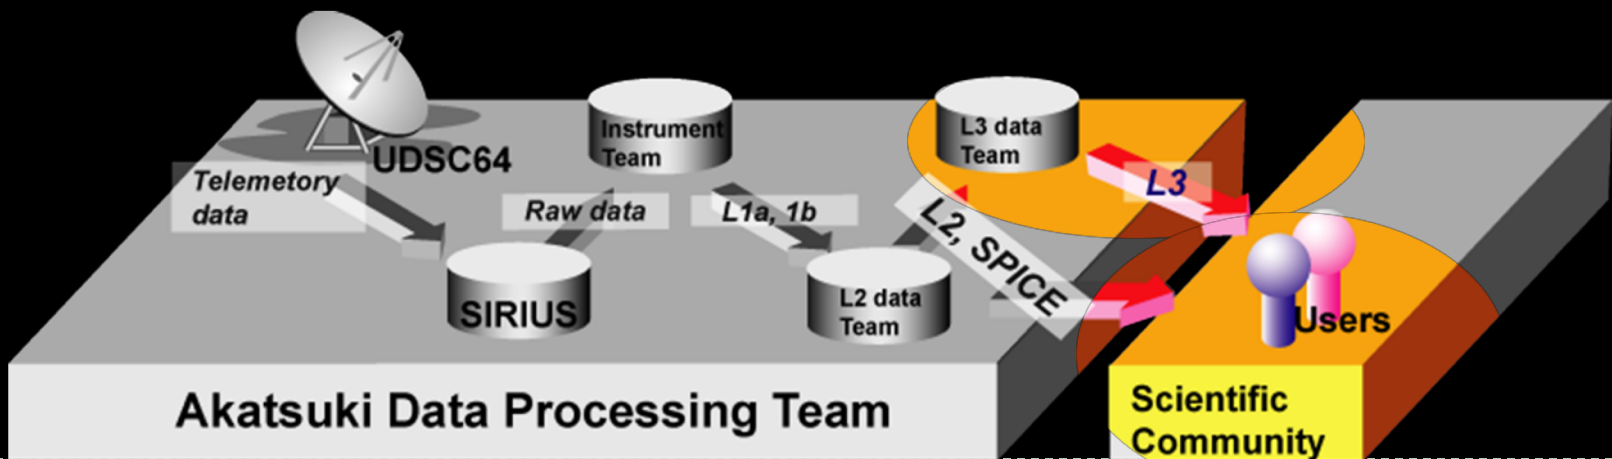 UDSC64
Telemetory
data
SIRIUS
Raw data
Instrument
Team
L1a, 1b
L2 data
Team
L2, SPICE
L3 data
Team
L3
Users
Akatsuki Data Processing Team
Scientific
Community